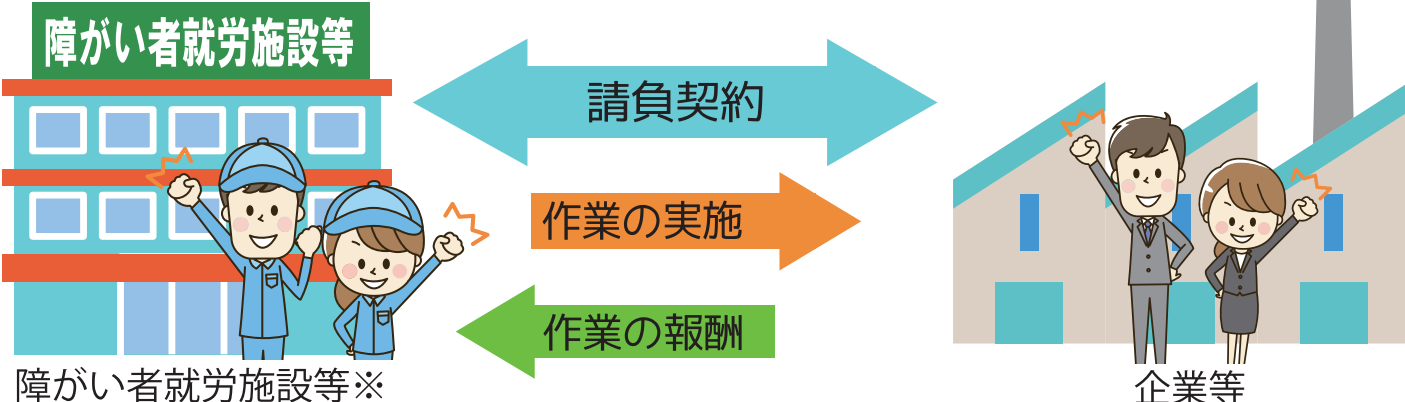 障がい者就労施設等
請負契約
作業の実施
作業の報酬
障がい者就労施設等※
企業等